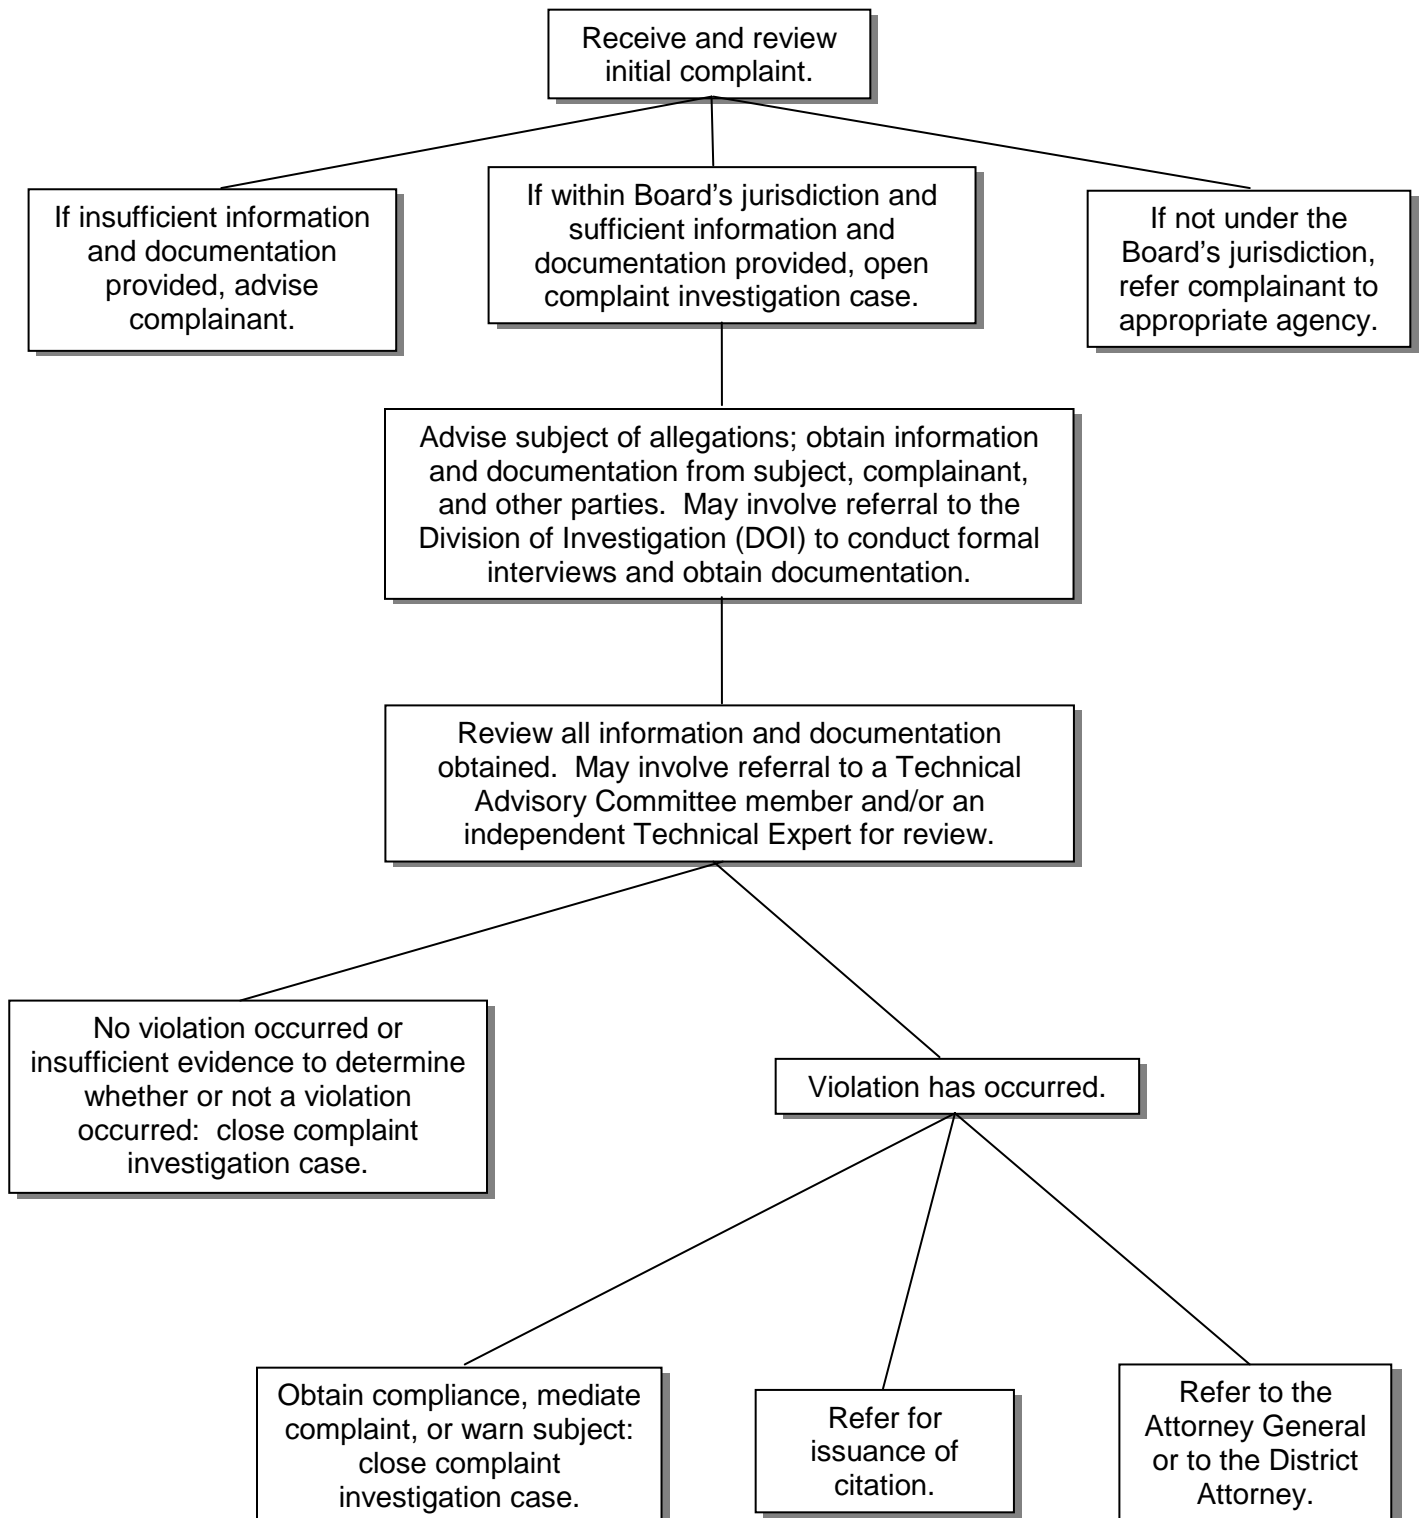 Receive and review
initial complaint.
If insufficient information
and documentation
provided, advise
complainant.
If within Board’s jurisdiction and
sufficient information and
documentation provided, open
complaint investigation case.
If not under the
Board’s jurisdiction,
refer complainant to
appropriate agency.
Advise subject of allegations; obtain information
and documentation from subject, complainant,
and other parties.  May involve referral to the
Division of Investigation (DOI) to conduct formal
interviews and obtain documentation.
Review all information and documentation
obtained.  May involve referral to a Technical
Advisory Committee member and/or an
independent Technical Expert for review.
No violation occurred or
insufficient evidence to determine
whether or not a violation
occurred:  close complaint
investigation case.
Violation has occurred.
Obtain compliance, mediate
complaint, or warn subject:
close complaint
investigation case.
Refer for
issuance of
citation.
Refer to the
Attorney General
or to the District
Attorney.